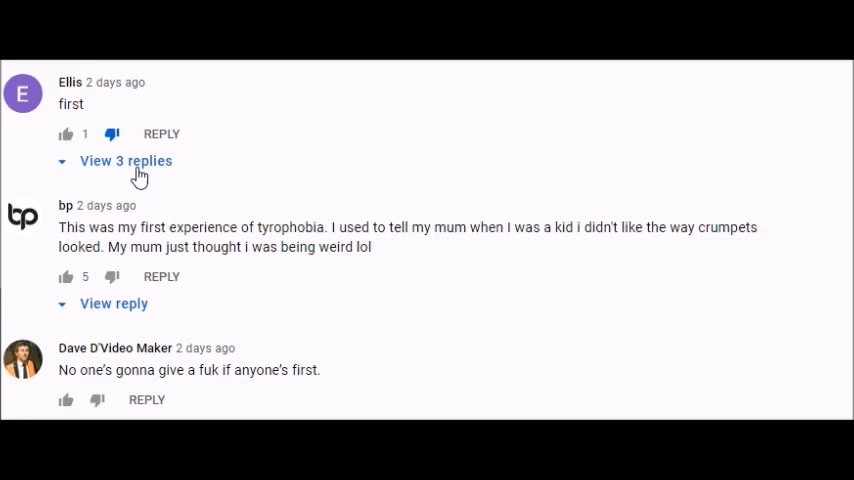 E
Ellis 2 days ago
first
1 REPLY
View 3 replies
bp
bp 2 days ago
This was my first experience of tyrophobia. I used to tell my mum when I was a kid i didn't like the way crumpets
looked. My mum just thought i was being weird lol
5 REPLY
View reply
Dave D'Video Maker 2 days ago
No one's gonna give a fuk if anyone's first.
REPLY